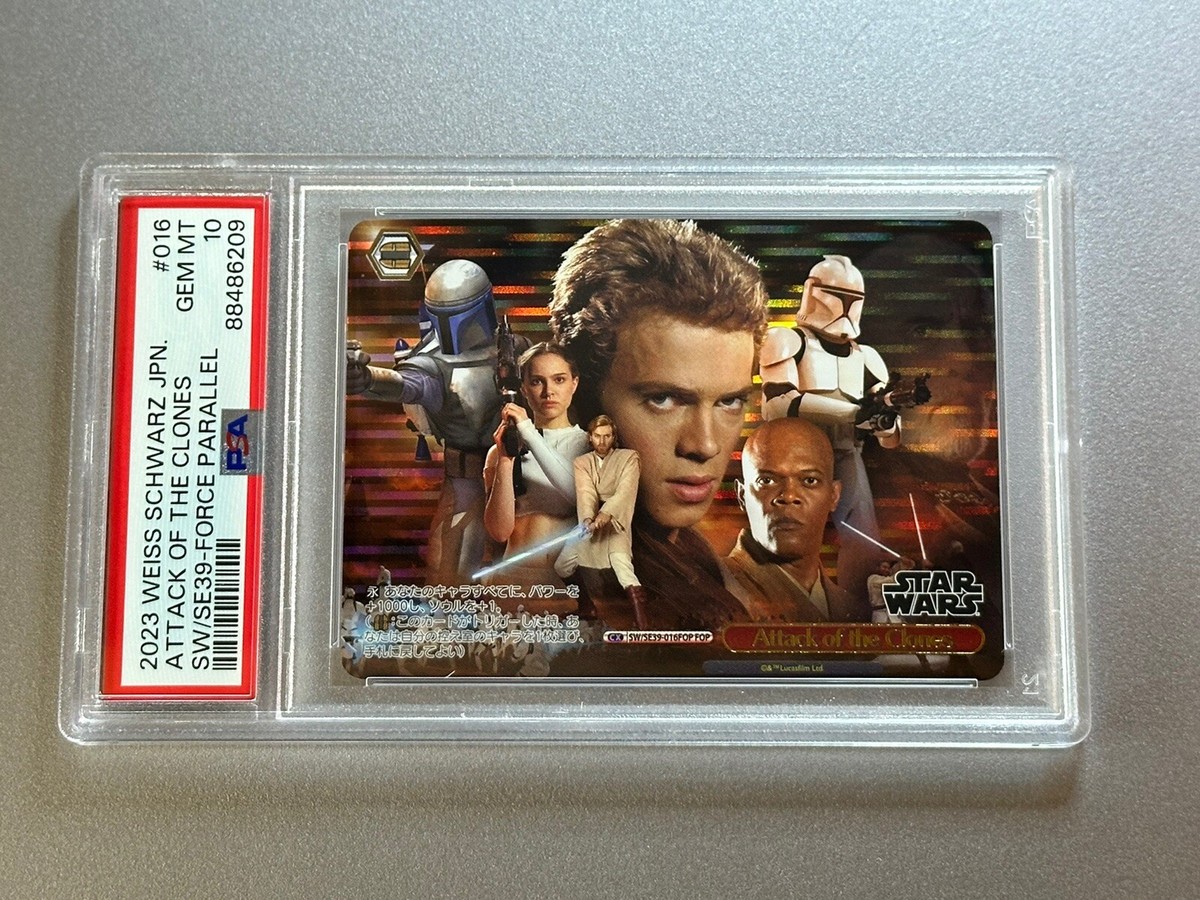 2023 WEISS SCHWARZ JPN. #016
ATTACK OF THE CLONES GEM MT
SW/SE39-FORCE PARALLEL 10
88486209
PSA
永 あなたのキャラすべてに、パワーを
+1000し、ソウルを+1。
(:このカードがトリガーした時、あ
なたは自分の控え室のキャラを1枚選び、
手札に戻してよい)
CX SW/SE39-016FOP FOP
STAR
WARS
Attack of the Clones
©&™Lucasfilm Ltd.